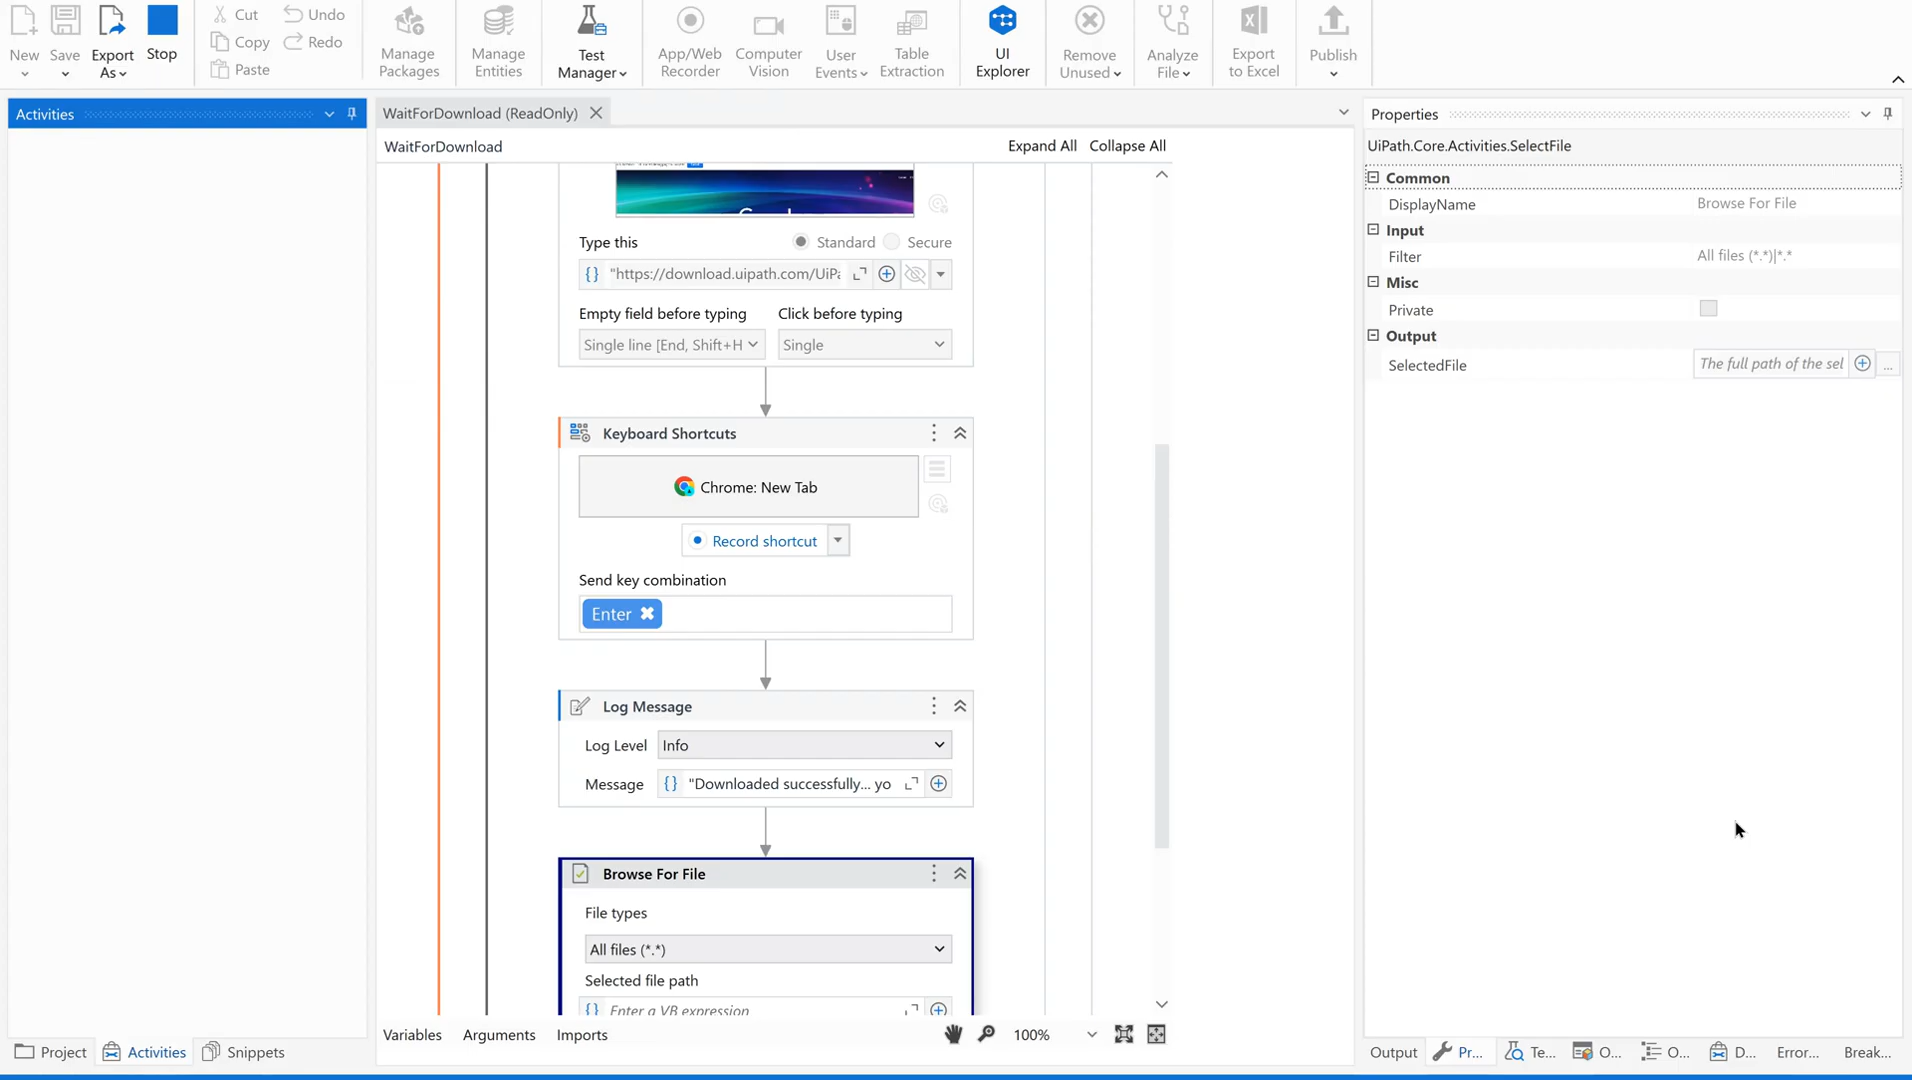 New
Save
Export
As
Stop
Cut
Copy
Paste
Undo
Redo
Manage
Packages
Manage
Entities
Test
Manager
App/Web
Recorder
Computer
Vision
User
Events
Table
Extraction
UI
Explorer
Remove
Unused
Analyze
File
Export
to Excel
Publish
Activities
WaitForDownload (ReadOnly)
WaitForDownload
Expand All
Collapse All
Type this
Standard
Secure
"https://download.uipath.com/UiPa
Empty field before typing
Click before typing
Single line [End, Shift+H
Single
Keyboard Shortcuts
Chrome: New Tab
Record shortcut
Send key combination
Enter
Log Message
Log Level
Info
Message
"Downloaded successfully... yo
Browse For File
File types
All files (*.*)
Selected file path
Enter a VB expression
Variables
Arguments
Imports
100%
Project
Activities
Snippets
Properties
UiPath.Core.Activities.SelectFile
Common
DisplayName
Browse For File
Input
Filter
All files (*.*)|*.*
Misc
Private
Output
SelectedFile
The full path of the sel
...
Output
Pr...
Te...
O...
O...
D...
Error...
Break...